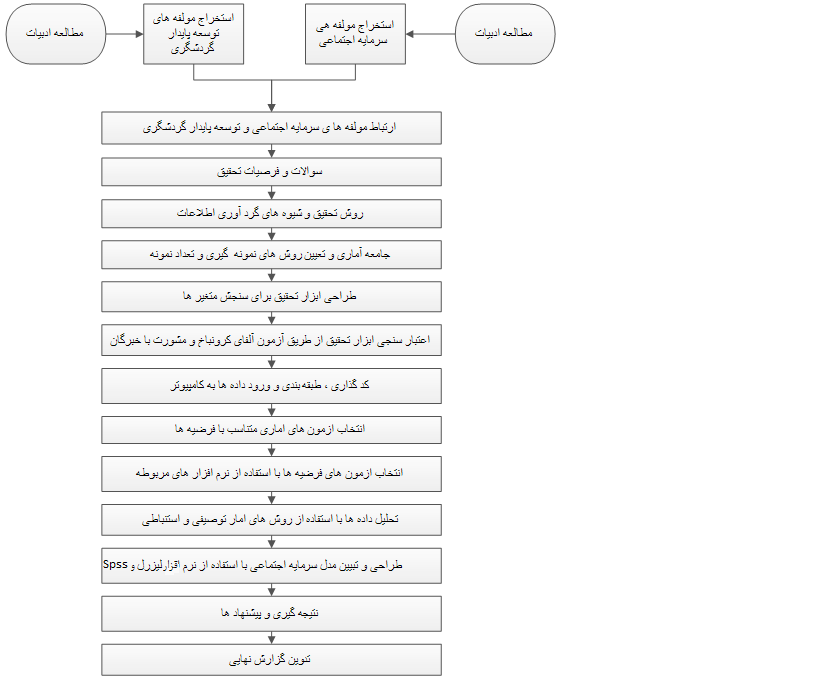 مطالعه ادبیات
استخراج مولفه هی
سرمایه اجتماعی
استخراج مولفه های
توسعه پایدار
گردشگری
مطالعه ادبیات
ارتباط مولفه ها ی سرمایه اجتماعی و توسعه پایدار گردشگری
سوالات و فرصیات تحقیق
روش تحقیق و شیوه های گرد آوری اطلاعات
جامعه آماری و تعیین روش های نمونه گیری و تعداد نمونه
طراحی ابزار تحقیق برای سنجش متغیر ها
اعتبار سنجی ابزار تحقیق از طریق آزمون آلفای کرونباخ و مشورت با خبرگان
کد گذاری ، طبقه بندی و ورود داده ها به کامپیوتر
انتخاب ازمون های اماری متناسب با فرضیه ها
انتخاب ازمون های فرضیه ها با استفاده از نرم افزار های مربوطه
تحلیل داده ها با استفاده از روش های امار توصیفی و استنباطی
طراحی و تبیین مدل سرمایه اجتماعی با استفاده از نرم افزارلیزرل و Spss
نتیجه گیری و پیشنهاد ها
تنوین گزارش نهایی